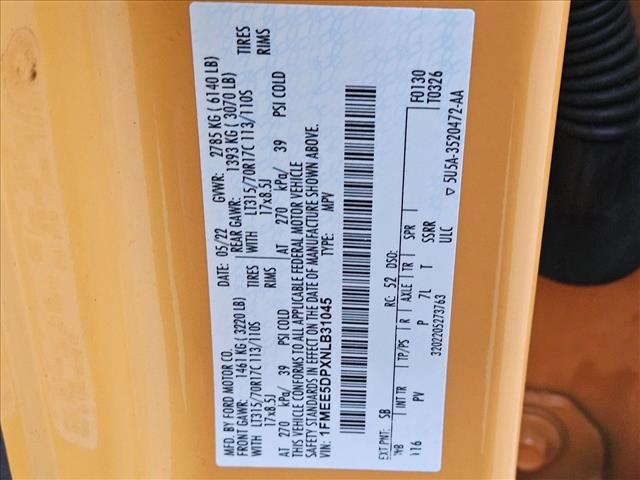 MFD. BY FORD MOTOR CO.
DATE: 05/22 GVWR: 2785 KG ( 6140 LB)
FRONT GAWR: 1461 KG ( 3220 LB) REAR GAWR: 1393 KG ( 3070 LB)
WITH LT315/70R17C 113/110S TIRES WITH LT315/70R17C 113/110S TIRES
17x8.5J RIMS 17x8.5J RIMS
AT 270 kPa/ 39 PSI COLD AT 270 kPa/ 39 PSI COLD
THIS VEHICLE CONFORMS TO ALL APPLICABLE FEDERAL MOTOR VEHICLE
SAFETY STANDARDS IN EFFECT ON THE DATE OF MANUFACTURE SHOWN ABOVE.
VIN: 1FMEE5DPXNLB31045 TYPE: MPV
F0130
T0326
EXT PNT: SB RC: 52 DSO:
WB INT TR TP/PS R AXLE TR SPR
116 PV P 7L T SSRR
ULC
3202205273763
▽ 5U5A-3520472-AA